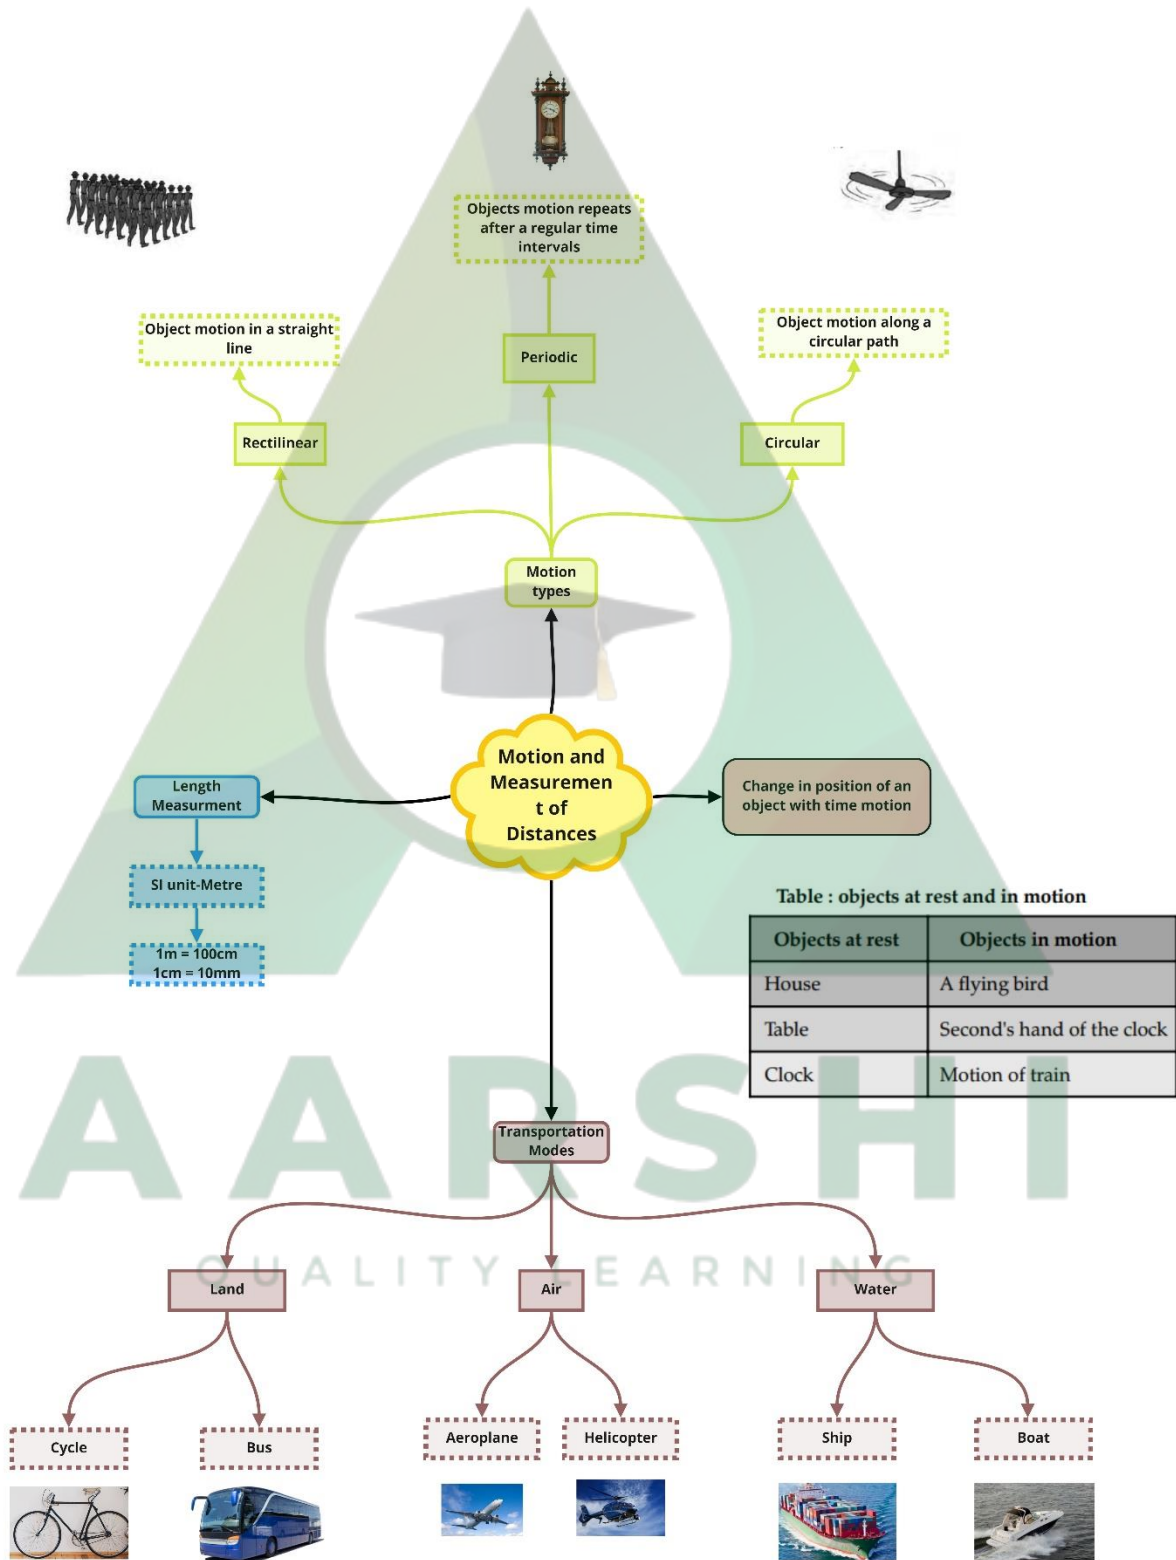 Objects motion repeats
after a regular time
intervals
Object motion in a straight
line
Object motion along a
circular path
Periodic
Rectilinear
Circular
Motion
types
Motion and
Measuremen
t of
Distances
Length
Measurment
Change in position of an
object with time motion
SI unit-Metre
1m = 100cm
1cm = 10mm
Table : objects at rest and in motion
Objects at rest Objects in motion
House A flying bird
Table Second's hand of the clock
Clock Motion of train
AARSHI
Transportation
Modes
QUALITY LEARNING
Land Air Water
Cycle Bus Aeroplane Helicopter Ship Boat